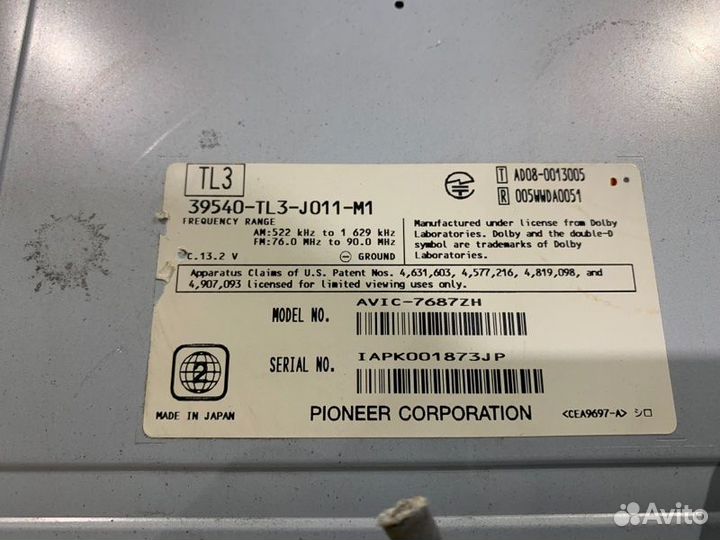 TL3
39540-TL3-J011-M1
FREQUENCY RANGE
AM:522 kHz to 1 629 kHz
FM:76.0 MHz to 90.0 MHz
C.13.2 V
GROUND
T AD08-0013005
R 005WWDA0051
Manufactured under license from Dolby
Laboratories. Dolby and the double-D
symbol are trademarks of Dolby
Laboratories.
Apparatus Claims of U.S. Patent Nos. 4,631,603, 4,577,216, 4,819,098, and
4,907,093 licensed for limited viewing uses only.
MODEL NO.
AVIC-7687ZH
SERIAL NO.
IAPK001873JP
2
MADE IN JAPAN
PIONEER CORPORATION
<CEA9697-A> シロ
Avito